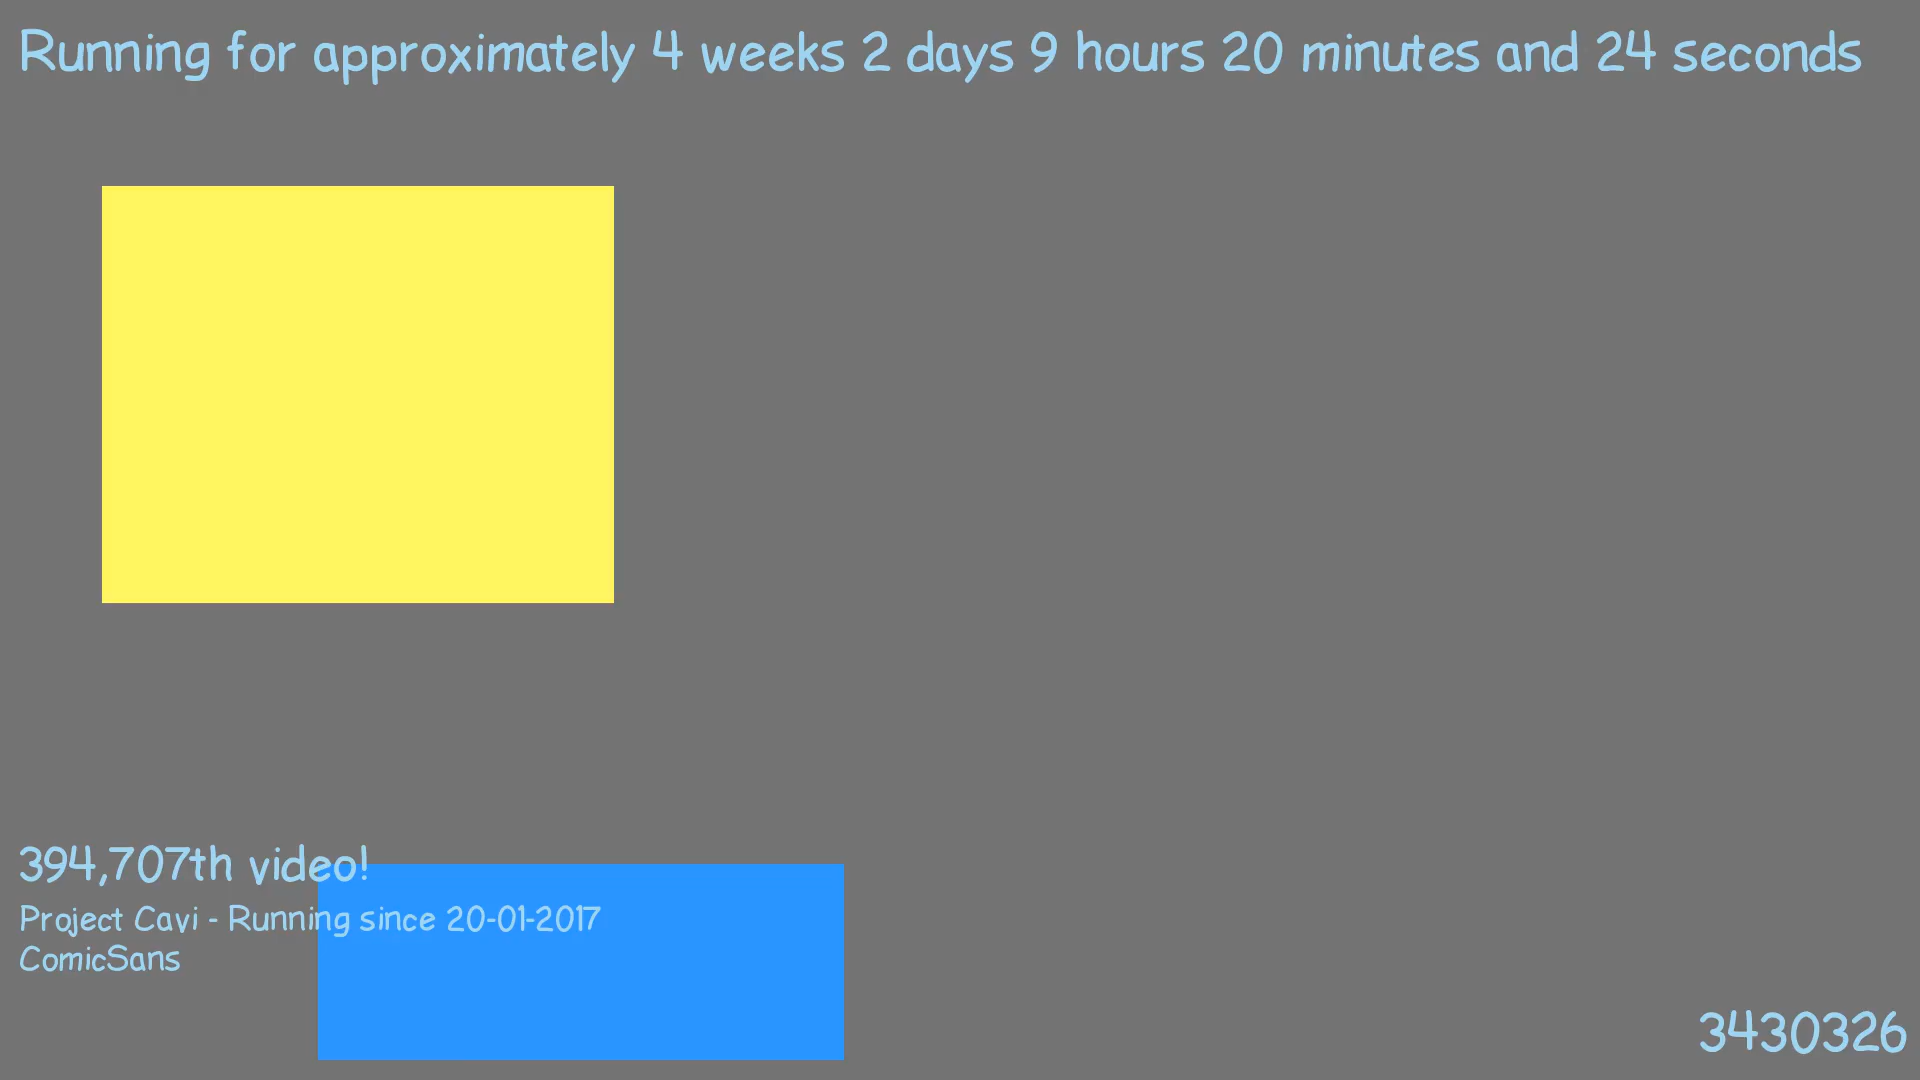 Running for approximately 4 weeks 2 days 9 hours 20 minutes and 24 seconds
394,707th video!
Project Cavi - Running since 20-01-2017
ComicSans
3430326